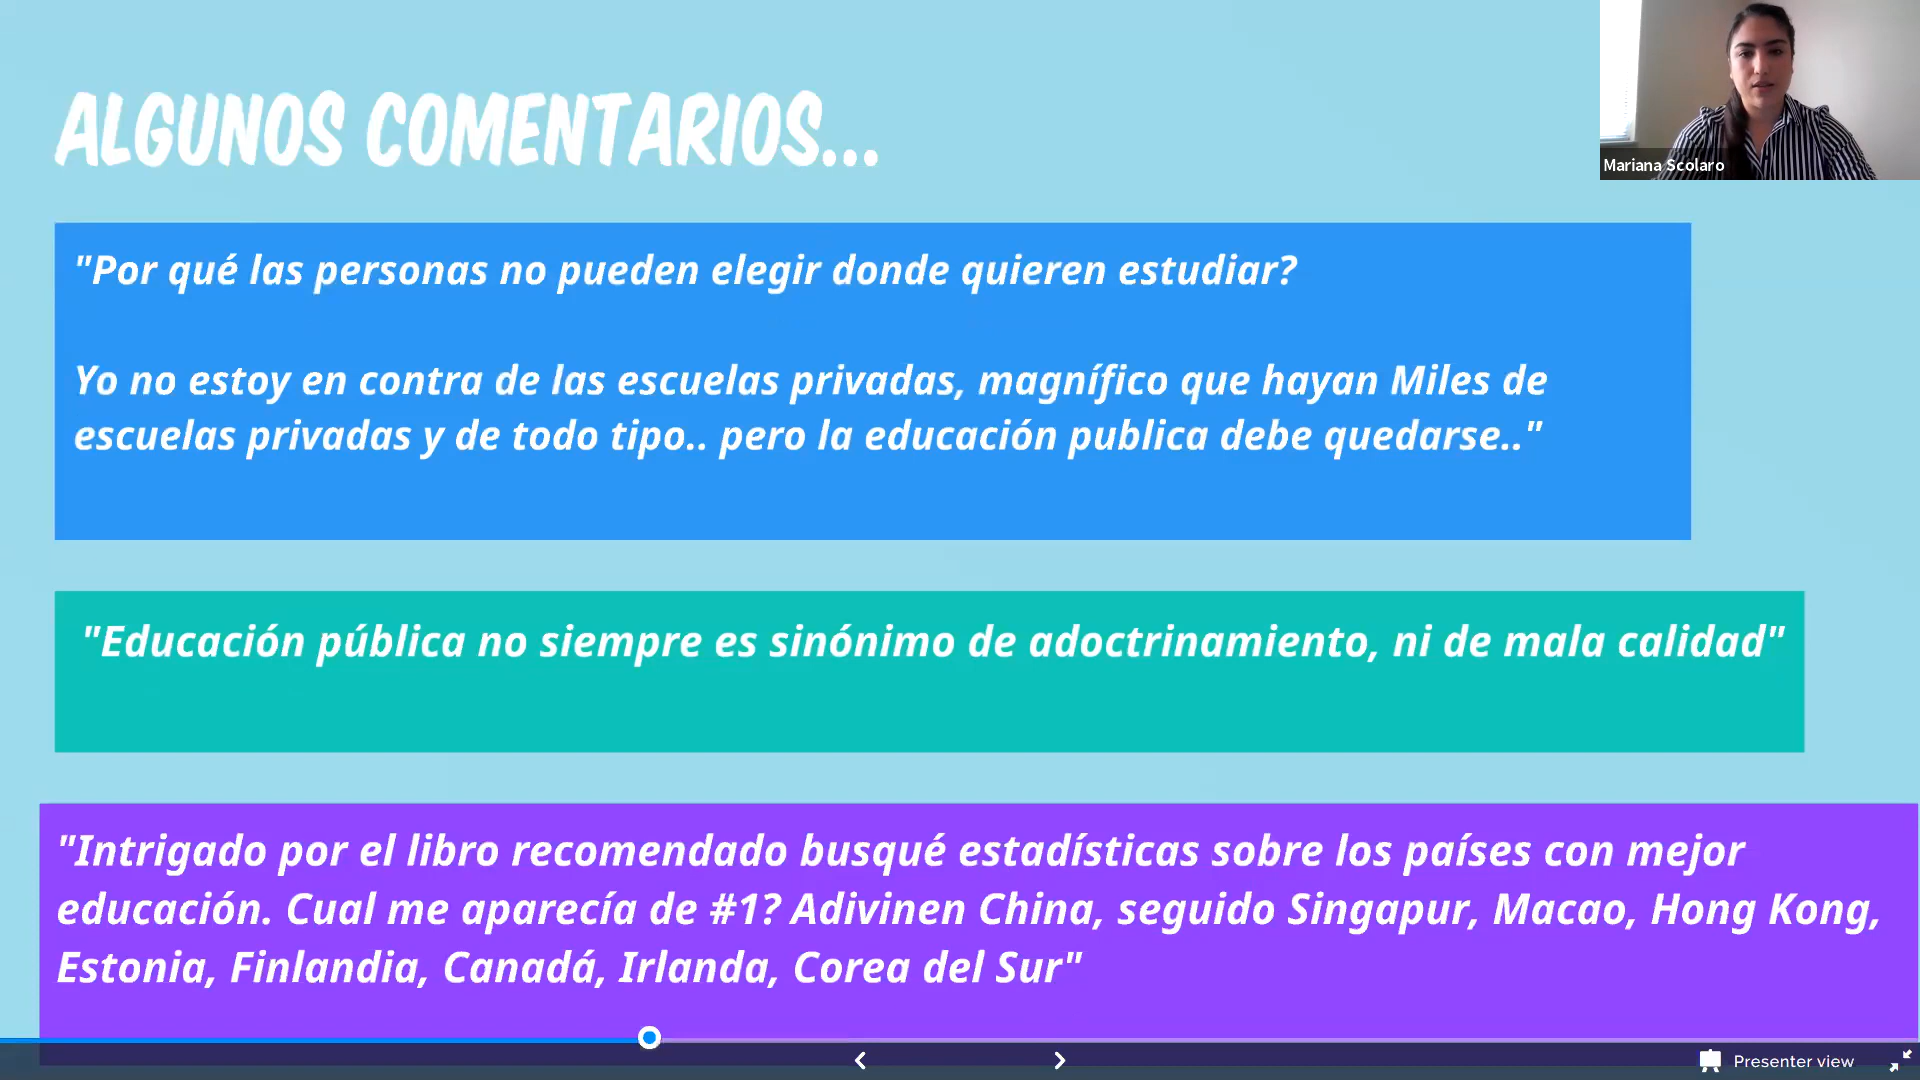 ALGUNOS COMENTARIOS...
Mariana Scolaro
"Por qué las personas no pueden elegir donde quieren estudiar?
Yo no estoy en contra de las escuelas privadas, magnífico que hayan Miles de
escuelas privadas y de todo tipo.. pero la educación publica debe quedarse.."
"Educación pública no siempre es sinónimo de adoctrinamiento, ni de mala calidad"
"Intrigado por el libro recomendado busqué estadísticas sobre los países con mejor
educación. Cual me aparecía de #1? Adivinen China, seguido Singapur, Macao, Hong Kong,
Estonia, Finlandia, Canadá, Irlanda, Corea del Sur"
Presenter view